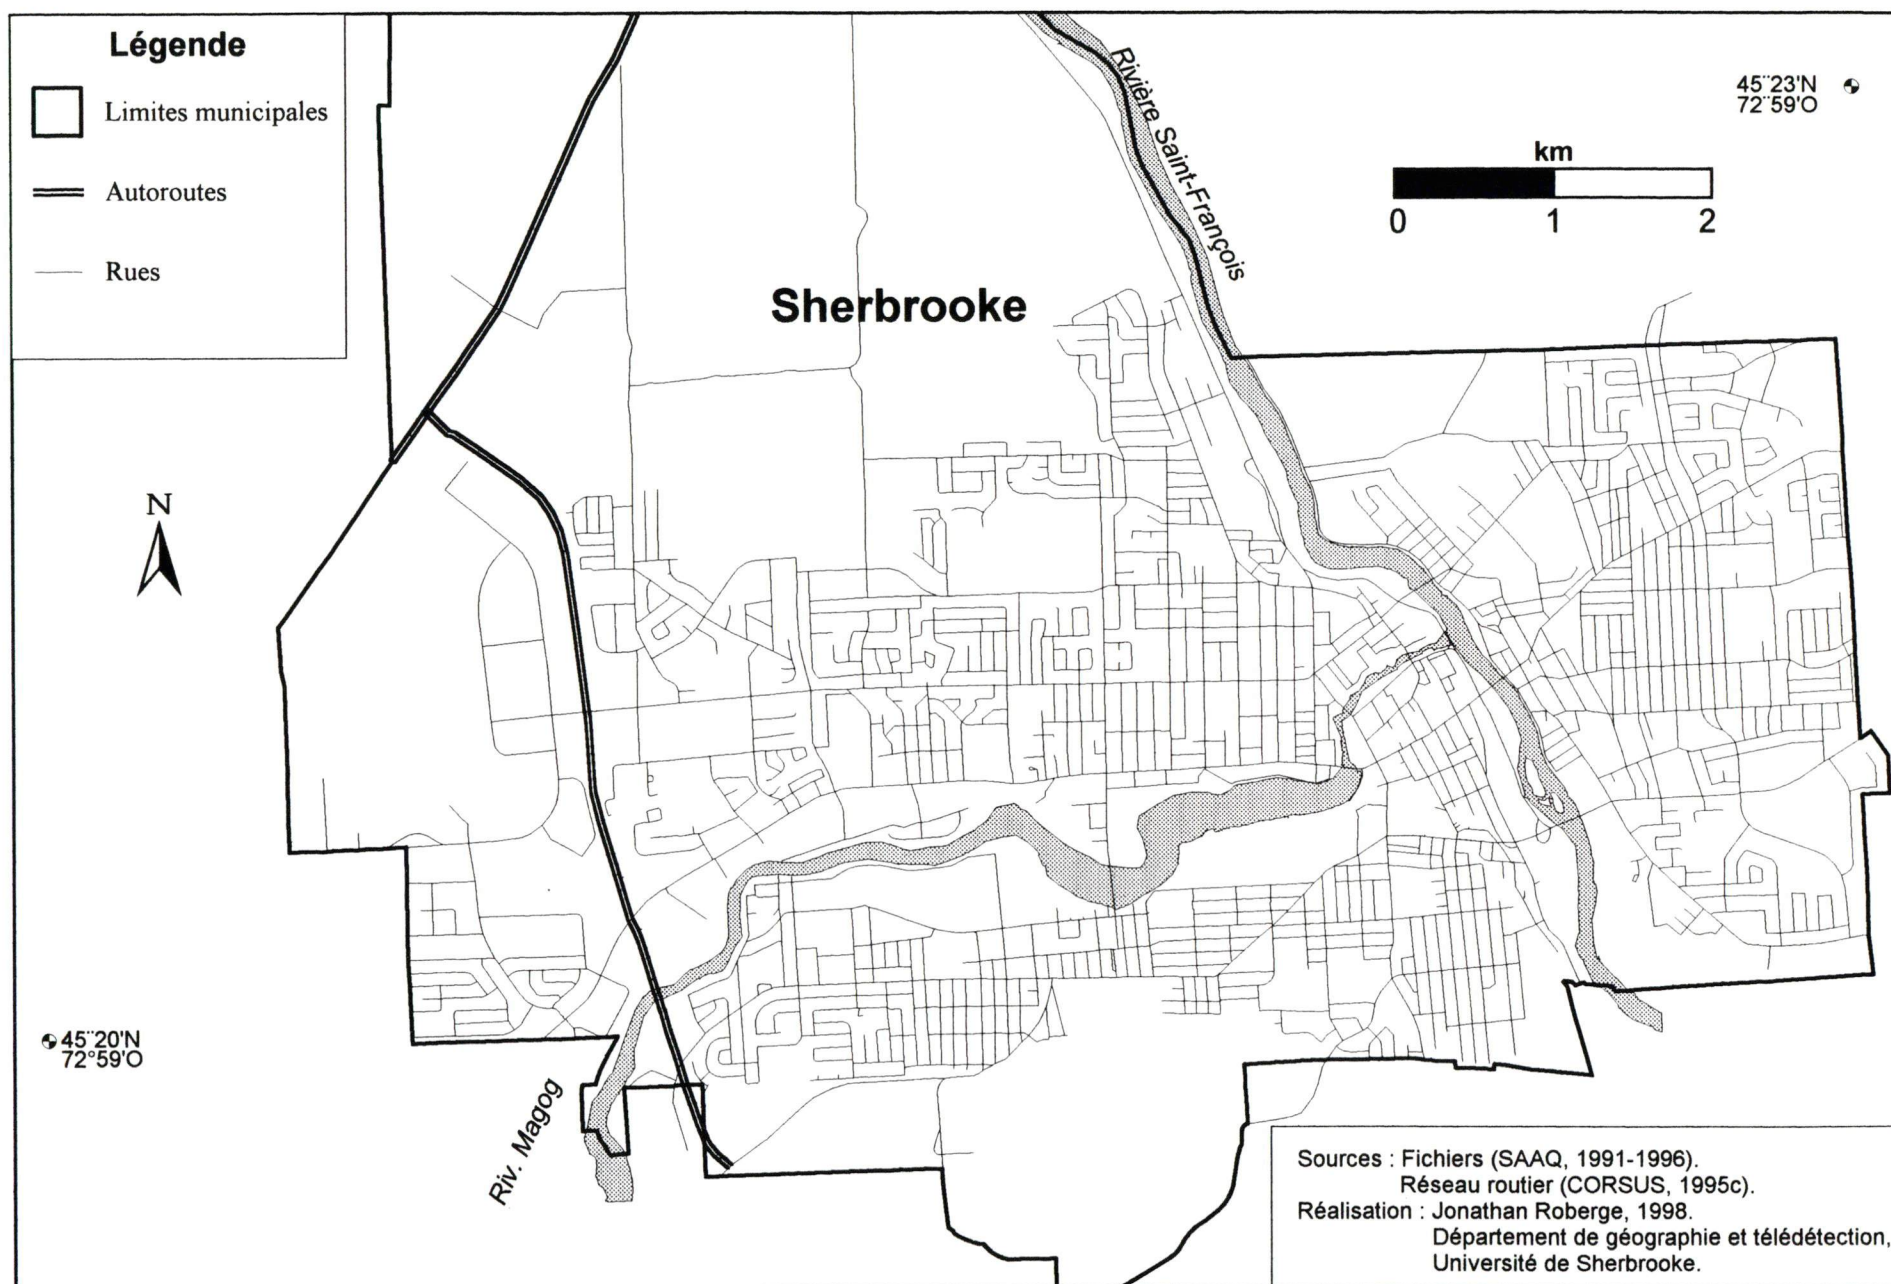 Légende
Limites municipales
Autoroutes
Rues
Rivière Saint-François
45¨23'N
72¨59'O
km
0 1 2
Sherbrooke
N
45¨20'N
72°59'O
Riv. Magog
Sources : Fichiers (SAAQ, 1991-1996).
Réseau routier (CORSUS, 1995c).
Réalisation : Jonathan Roberge, 1998.
Département de géographie et télédétection,
Université de Sherbrooke.